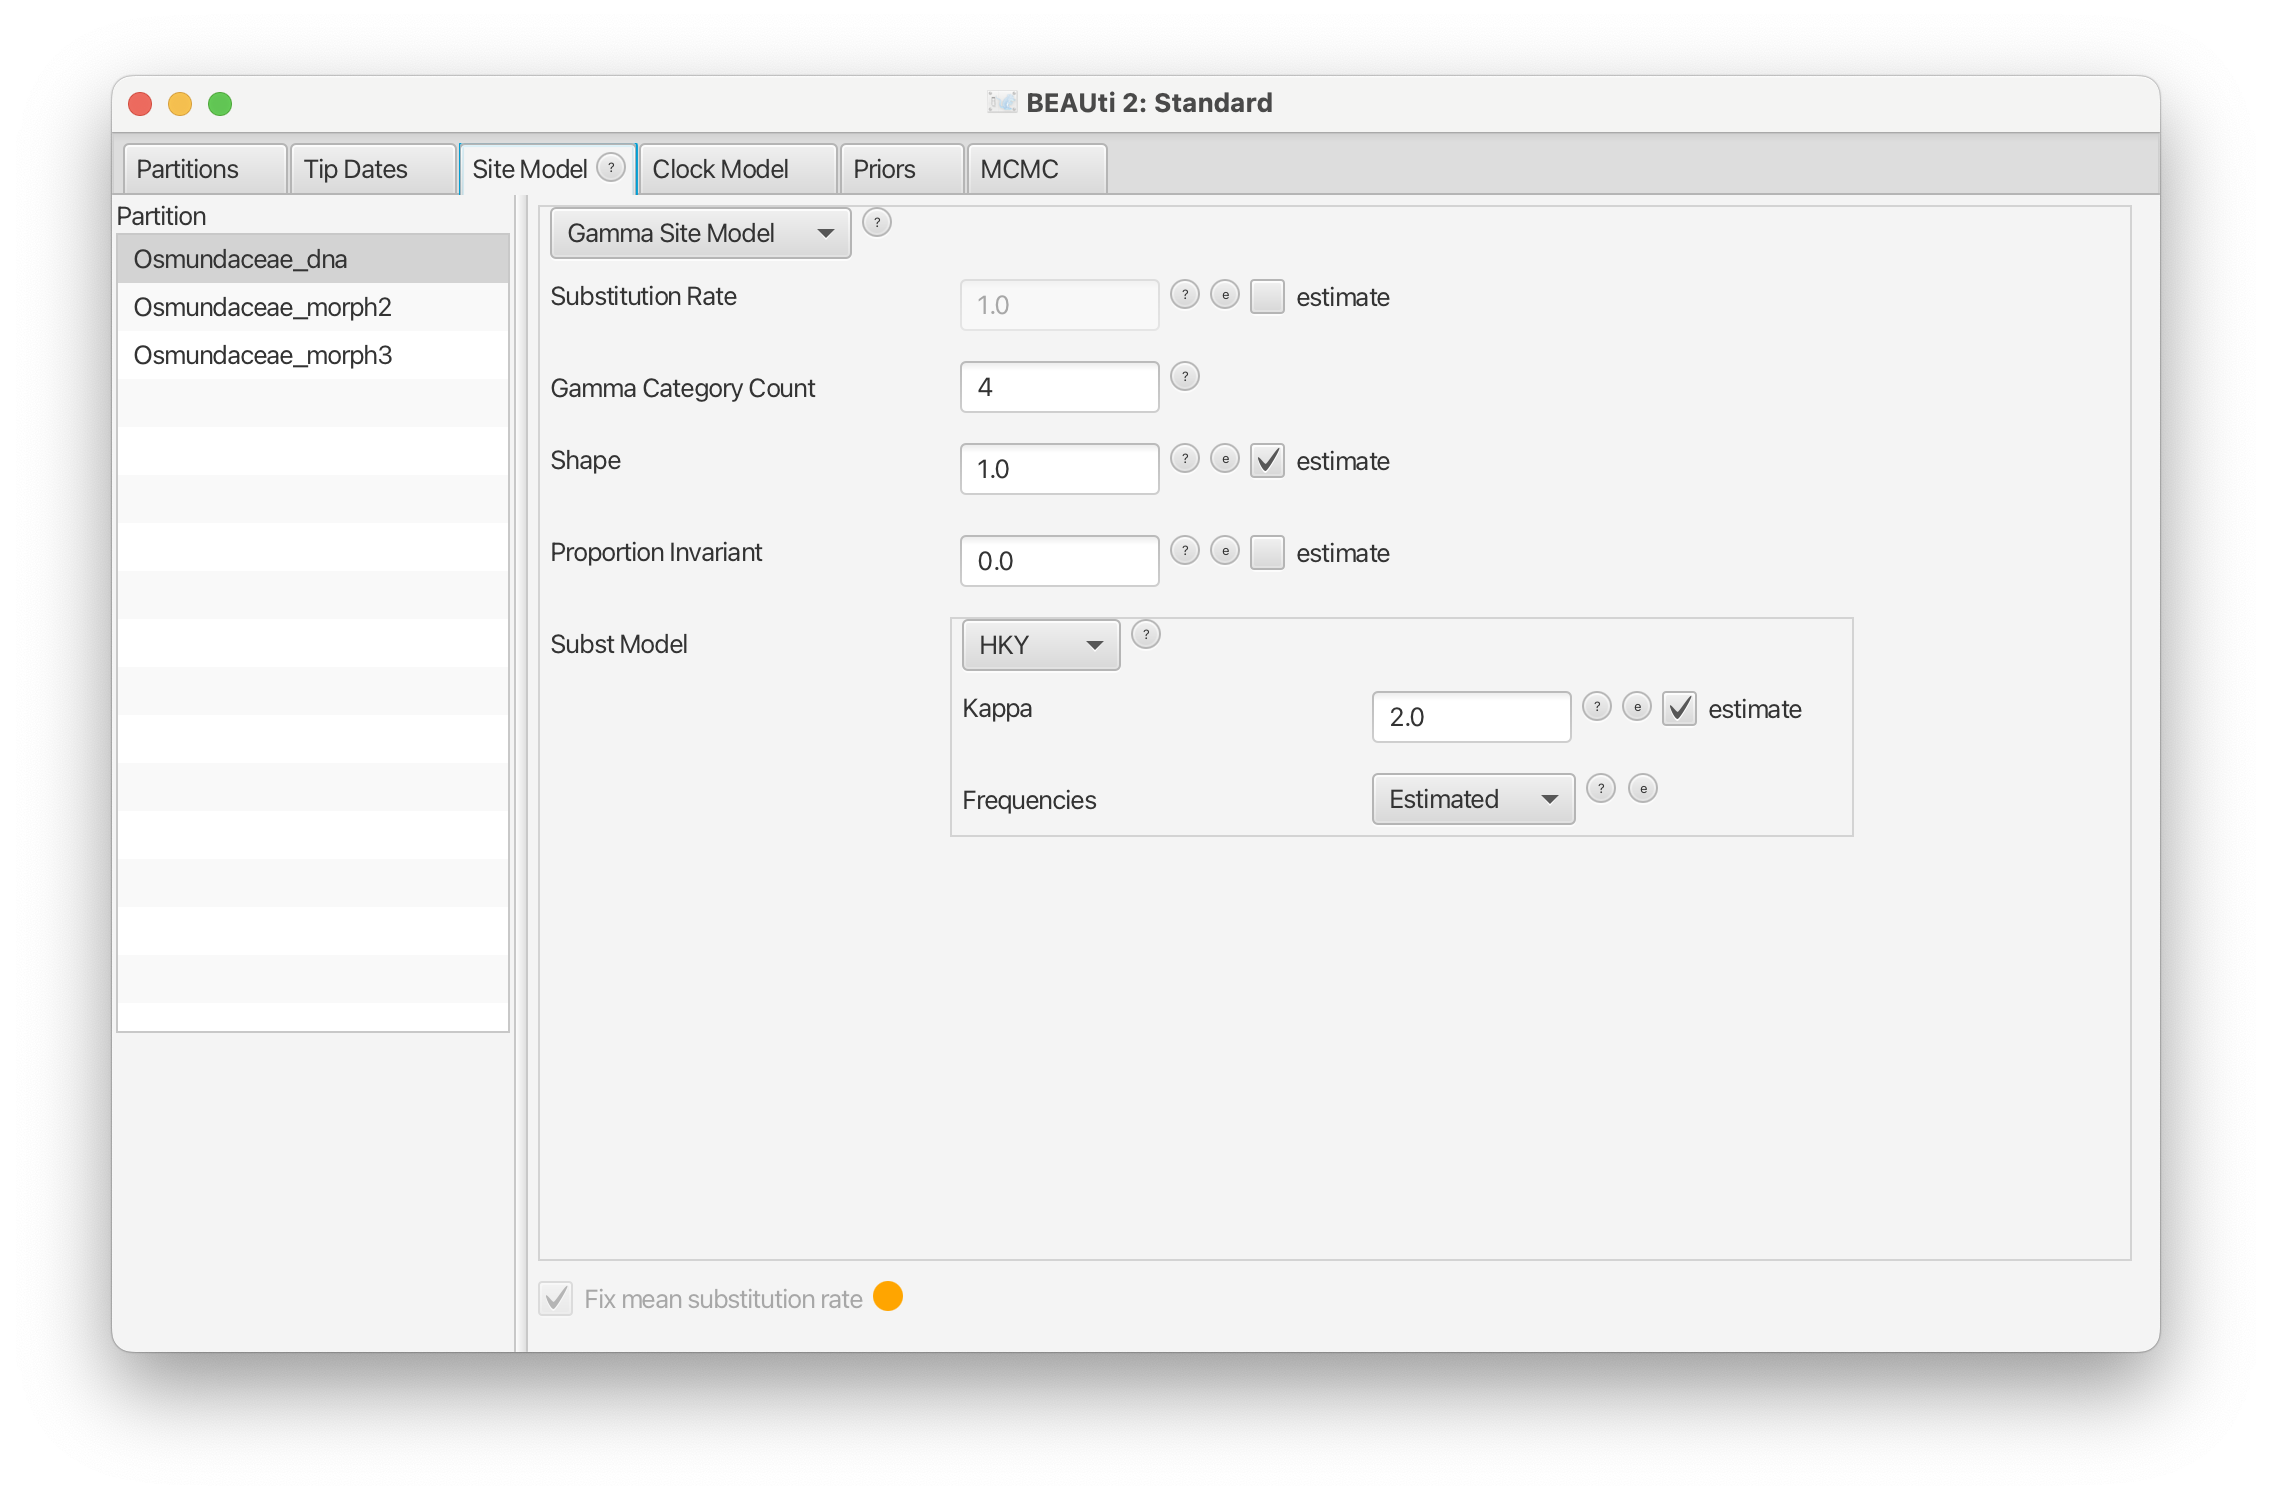 BEAUti 2: Standard
Partitions Tip Dates Site Model ? Clock Model Priors MCMC
Partition
Osmundaceae_dna
Osmundaceae_morph2
Osmundaceae_morph3
Gamma Site Model ?
Substitution Rate 1.0 ? e estimate
Gamma Category Count 4 ?
Shape 1.0 ? e estimate
Proportion Invariant 0.0 ? e estimate
Subst Model HKY ?
Kappa 2.0 ? e estimate
Frequencies Estimated ? e
Fix mean substitution rate